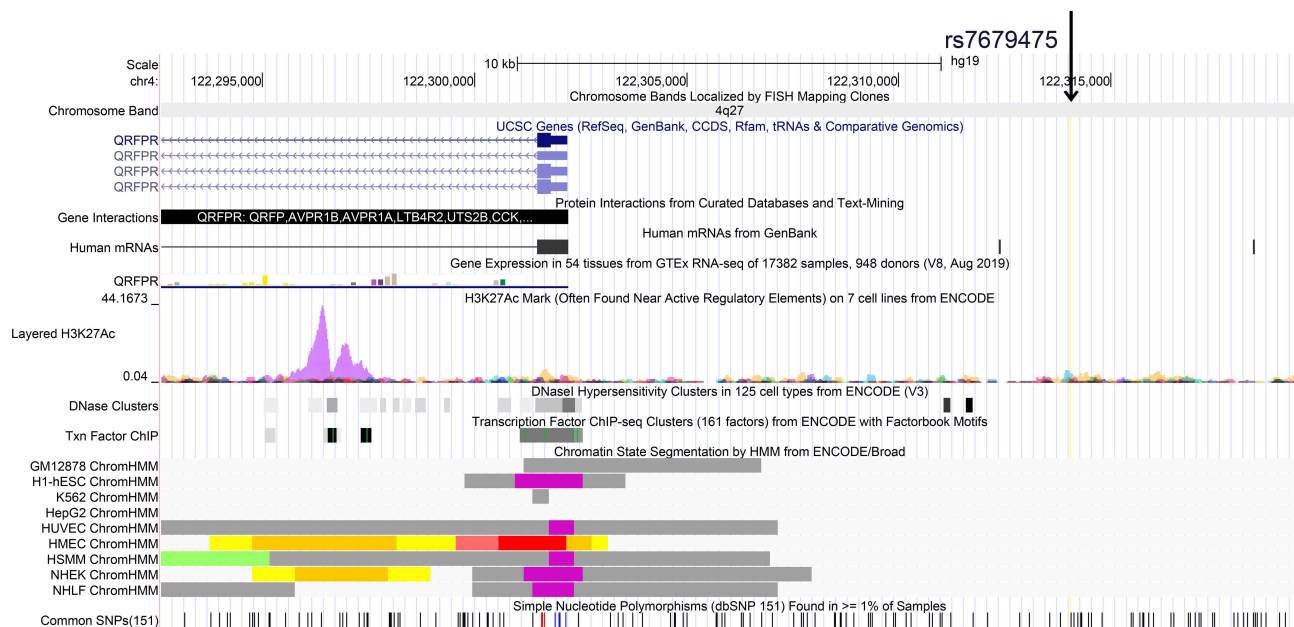 rs7679475
Scale 10 kb hg19
chr4: 122,295,000 122,300,000 122,305,000 122,310,000 122,315,000
Chromosome Bands Localized by FISH Mapping Clones
Chromosome Band 4q27
UCSC Genes (RefSeq, GenBank, CCDS, Rfam, tRNAs & Comparative Genomics)
QRFPR
QRFPR
QRFPR
QRFPR
Protein Interactions from Curated Databases and Text-Mining
Gene Interactions QRFPR: QRFP,AVPR1B,AVPR1A,LTB4R2,UTS2B,CCK,...
Human mRNAs from GenBank
Human mRNAs
Gene Expression in 54 tissues from GTEx RNA-seq of 17382 samples, 948 donors (V8, Aug 2019)
QRFPR
H3K27Ac Mark (Often Found Near Active Regulatory Elements) on 7 cell lines from ENCODE
44.1673
Layered H3K27Ac
0.04
DNaseI Hypersensitivity Clusters in 125 cell types from ENCODE (V3)
DNase Clusters
Transcription Factor ChIP-seq Clusters (161 factors) from ENCODE with Factorbook Motifs
Txn Factor ChIP
Chromatin State Segmentation by HMM from ENCODE/Broad
GM12878 ChromHMM
H1-hESC ChromHMM
K562 ChromHMM
HepG2 ChromHMM
HUVEC ChromHMM
HMEC ChromHMM
HSMM ChromHMM
NHEK ChromHMM
NHLF ChromHMM
Simple Nucleotide Polymorphisms (dbSNP 151) Found in >= 1% of Samples
Common SNPs(151)